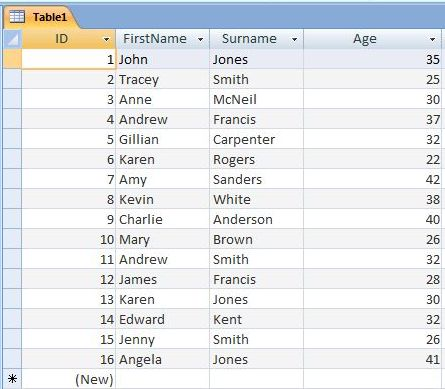 Table1
ID FirstName Surname Age
1 John Jones 35
2 Tracey Smith 25
3 Anne McNeil 30
4 Andrew Francis 37
5 Gillian Carpenter 32
6 Karen Rogers 22
7 Amy Sanders 42
8 Kevin White 38
9 Charlie Anderson 40
10 Mary Brown 26
11 Andrew Smith 32
12 James Francis 28
13 Karen Jones 30
14 Edward Kent 32
15 Jenny Smith 26
16 Angela Jones 41
(New)